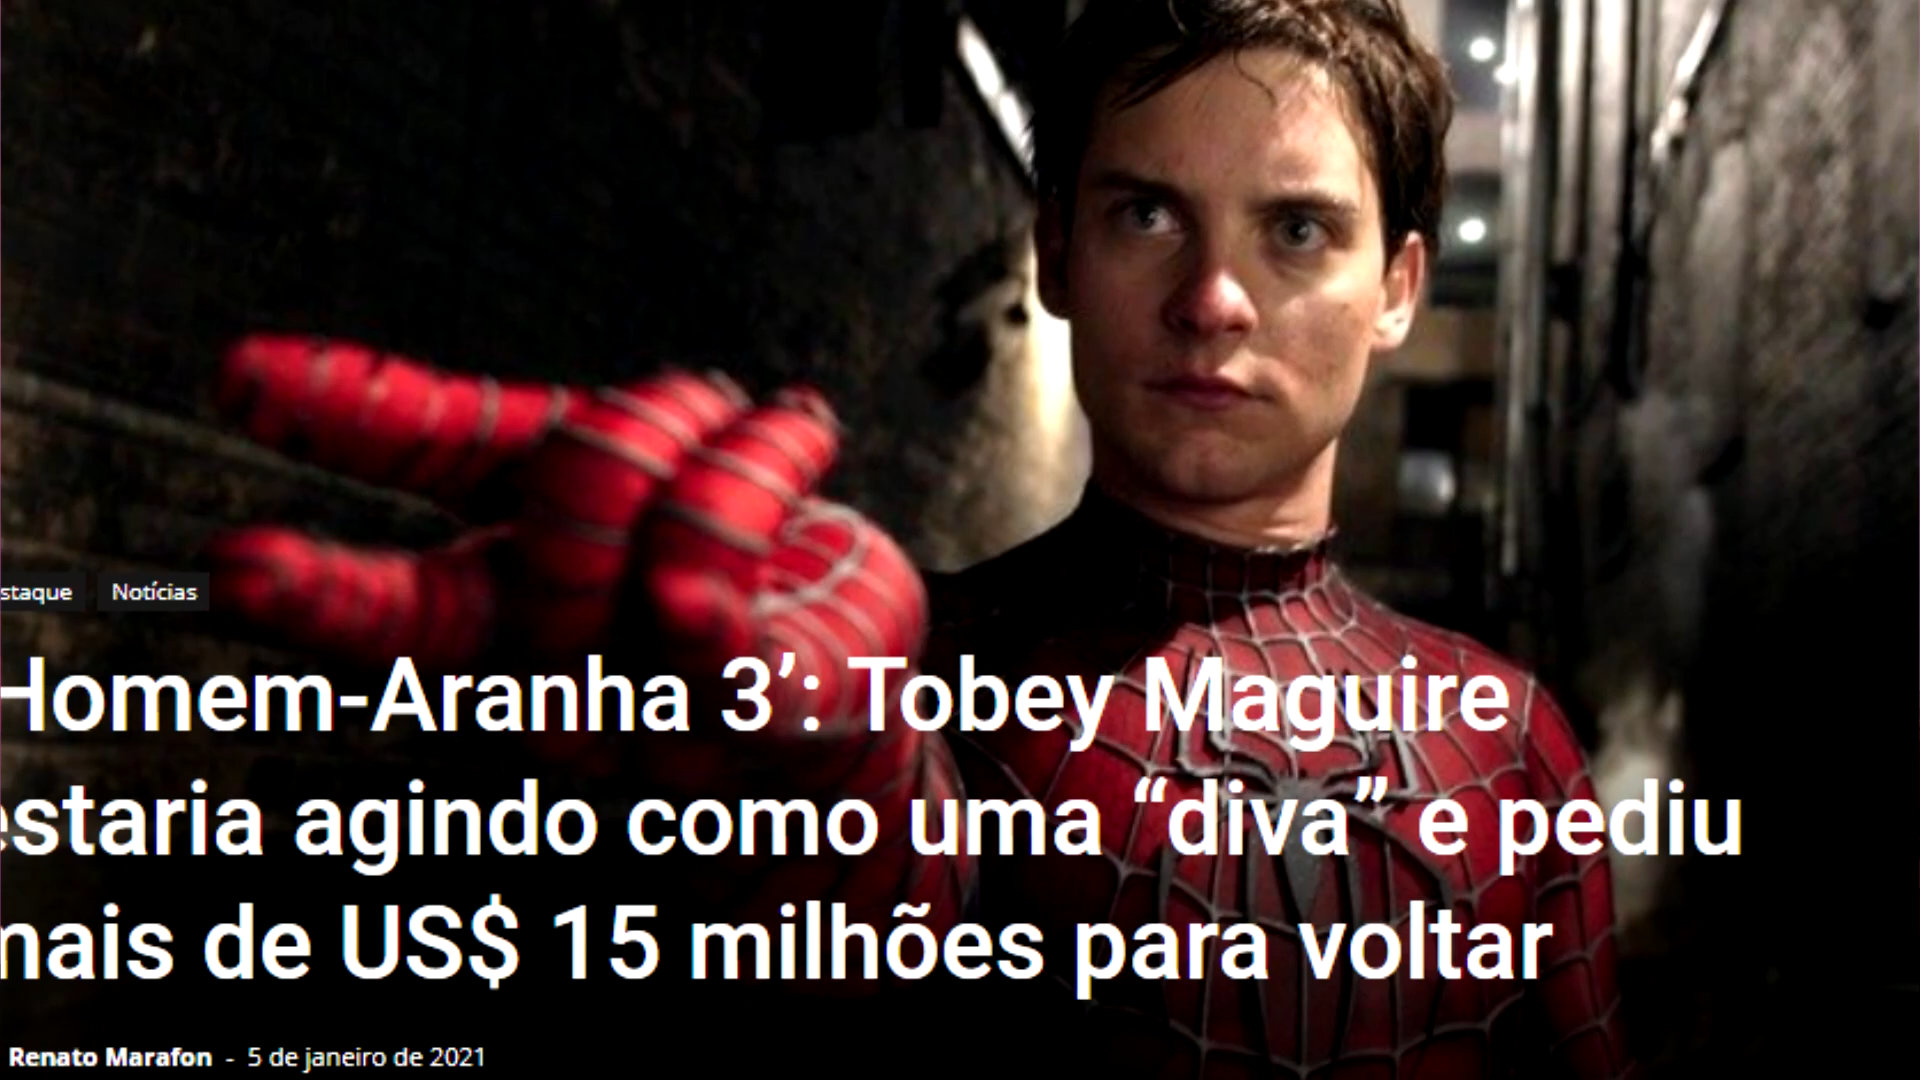 staque Notícias
Homem-Aranha 3’: Tobey Maguire
estaria agindo como uma “diva” e pediu
mais de US$ 15 milhões para voltar
Renato Marafon - 5 de janeiro de 2021